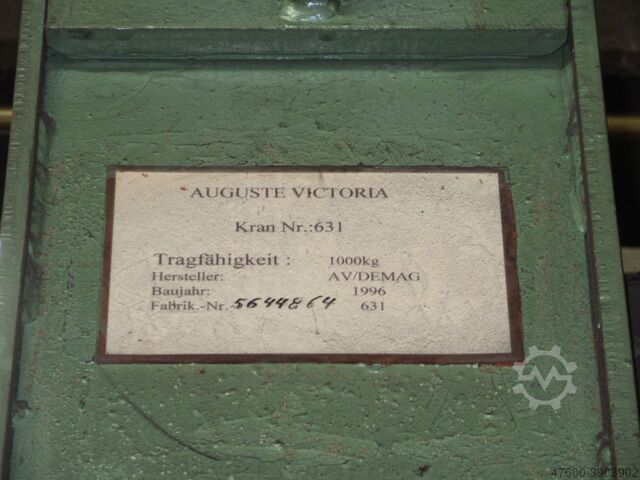 AUGUSTE VICTORIA
Kran Nr.:631
Tragfähigkeit : 1000kg
Hersteller: AV/DEMAG
Baujahr: 1996
Fabrik.-Nr. 5644864 631
47600-3908902